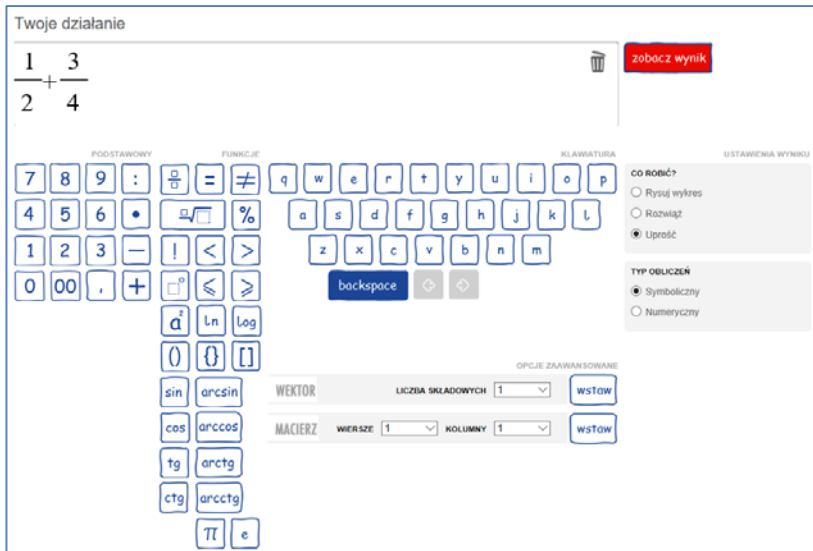 Twoje działanie
1/2 + 3/4
zobacz wynik
PODSTAWOWY FUNKCJE KLAWIATURA USTAWIENIA WYNIKU
7 8 9 : = ≠ q w e r t y u i o p
CO ROBIĆ?
Rysuj wykres
4 5 6 • √ % a s d f g h j k l
Rozwiąż
Uprość
1 2 3 — ! < > z x c v b n m
TYP OBLICZEŃ
0 00 , + ≤ ≥ backspace
Symboliczny
Numeryczny
a² ln log
() {} []
OPCJE ZAAWANSOWANE
sin arcsin WEKTOR LICZBA SKŁADOWYCH 1 wstaw
cos arccos MACIERZ WIERSZE 1 KOLUMNY 1 wstaw
tg arctg
ctg arcctg
π e